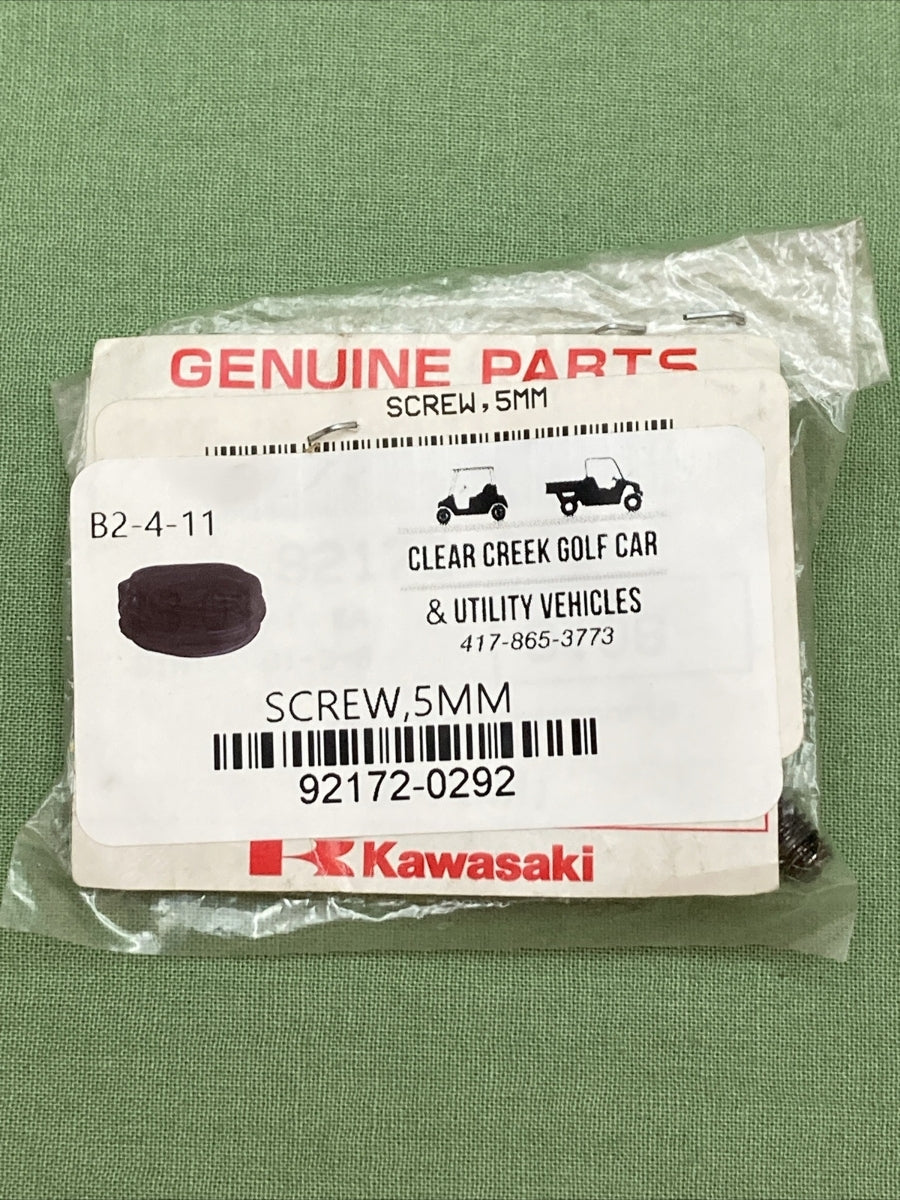 GENUINE PARTS
SCREW,5MM
B2-4-11
CLEAR CREEK GOLF CAR
& UTILITY VEHICLES
417-865-3773
SCREW,5MM
92172-0292
Kawasaki